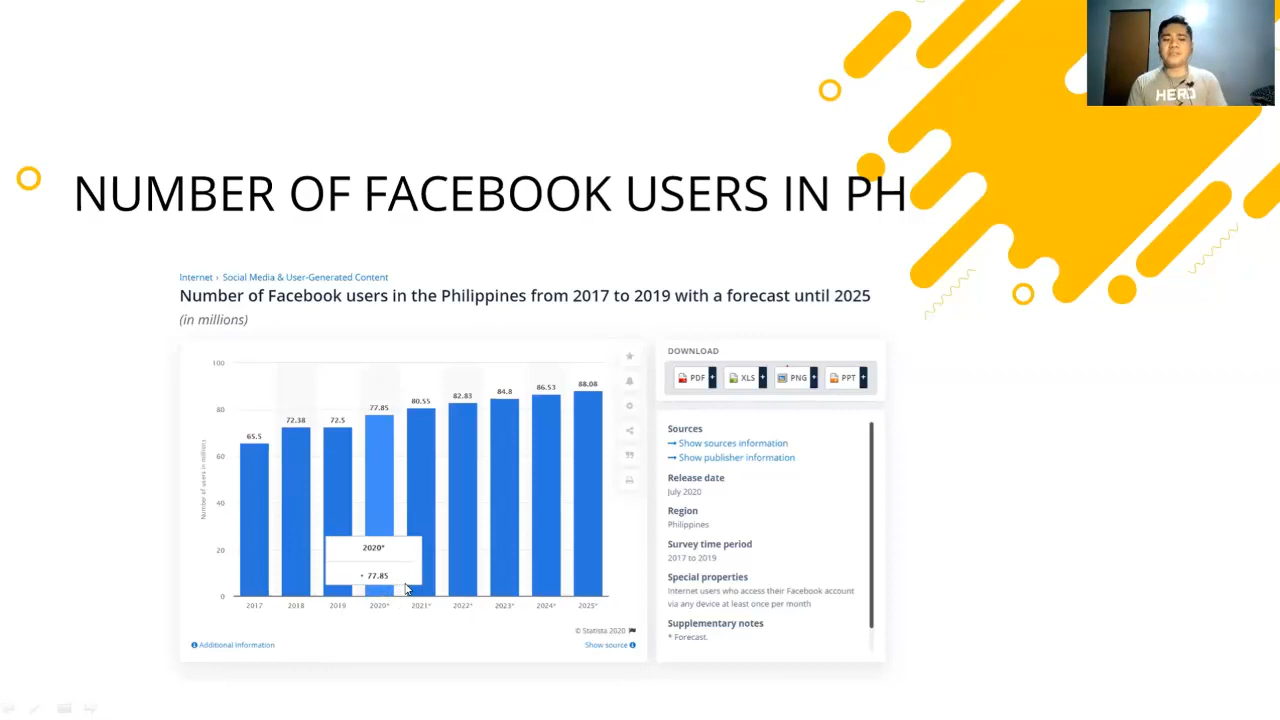 HERO
NUMBER OF FACEBOOK USERS IN PH
Internet › Social Media & User-Generated Content
Number of Facebook users in the Philippines from 2017 to 2019 with a forecast until 2025
(in millions)
Number of users in millions
100
80
60
40
20
0
65.5
72.38
72.5
77.85
80.55
82.83
84.8
86.53
88.08
2020*
• 77.85
2017 2018 2019 2020* 2021* 2022* 2023* 2024* 2025*
© Statista 2020
Additional Information
Show source
DOWNLOAD
PDF + XLS + PNG + PPT +
Sources
→ Show sources information
→ Show publisher information
Release date
July 2020
Region
Philippines
Survey time period
2017 to 2019
Special properties
Internet users who access their Facebook account
via any device at least once per month
Supplementary notes
* Forecast.